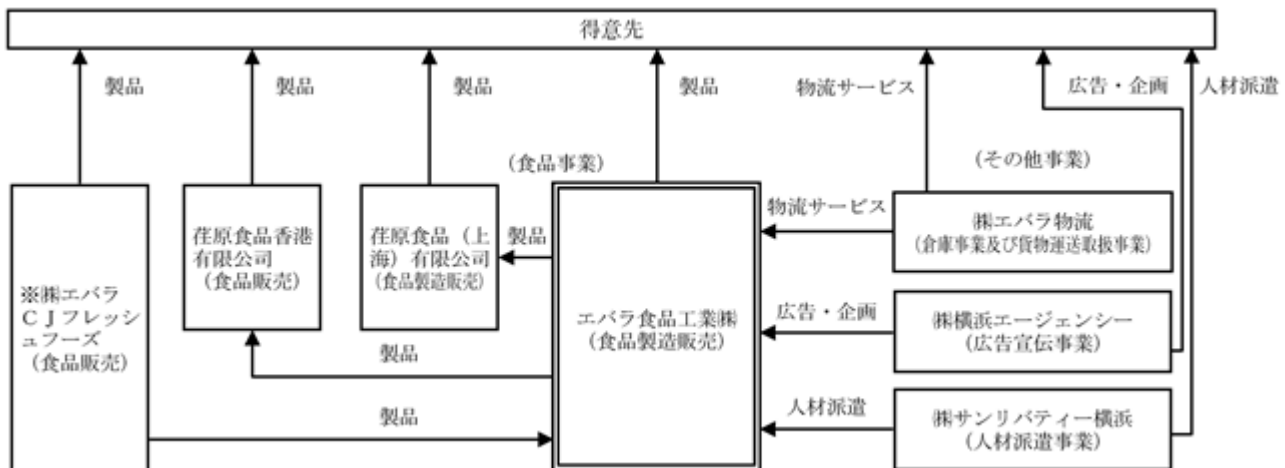 得意先
製品
製品
製品
製品
物流サービス
広告・企画
人材派遣
(食品事業)
(その他事業)
※㈱エバラ
ＣＪフレッシ
ュフーズ
(食品販売)
荏原食品香港
有限公司
(食品販売)
荏原食品（上
海）有限公司
(食品製造販売)
製品
エバラ食品工業㈱
(食品製造販売)
物流サービス
㈱エバラ物流
(倉庫事業及び貨物運送取扱事業)
広告・企画
㈱横浜エージェンシー
(広告宣伝事業)
製品
人材派遣
㈱サンリバティー横浜
(人材派遣事業)
製品